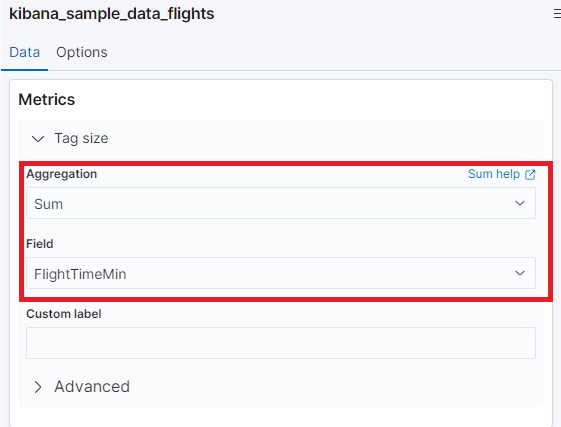 kibana_sample_data_flights
Data Options
Metrics
Tag size
Aggregation Sum help
Sum
Field
FlightTimeMin
Custom label
Advanced